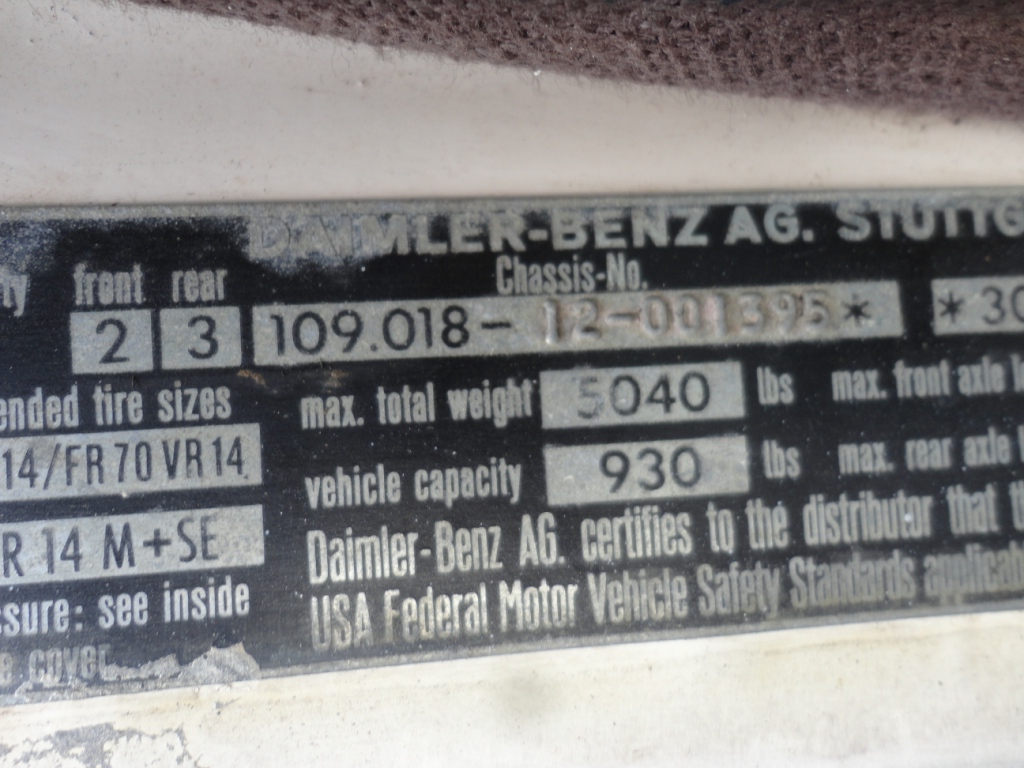 DAIMLER-BENZ AG. STUTTG
ty front rear Chassis-No.
2 3 109.018- 12-001395* *30
ended tire sizes max. total weight 5040 lbs max. front axle
14/FR 70 VR 14 vehicle capacity 930 lbs max. rear axle
R 14 M+SE Daimler-Benz AG. certifies to the distributor that
ssure: see inside USA Federal Motor Vehicle Safety Standards applicab
e cover